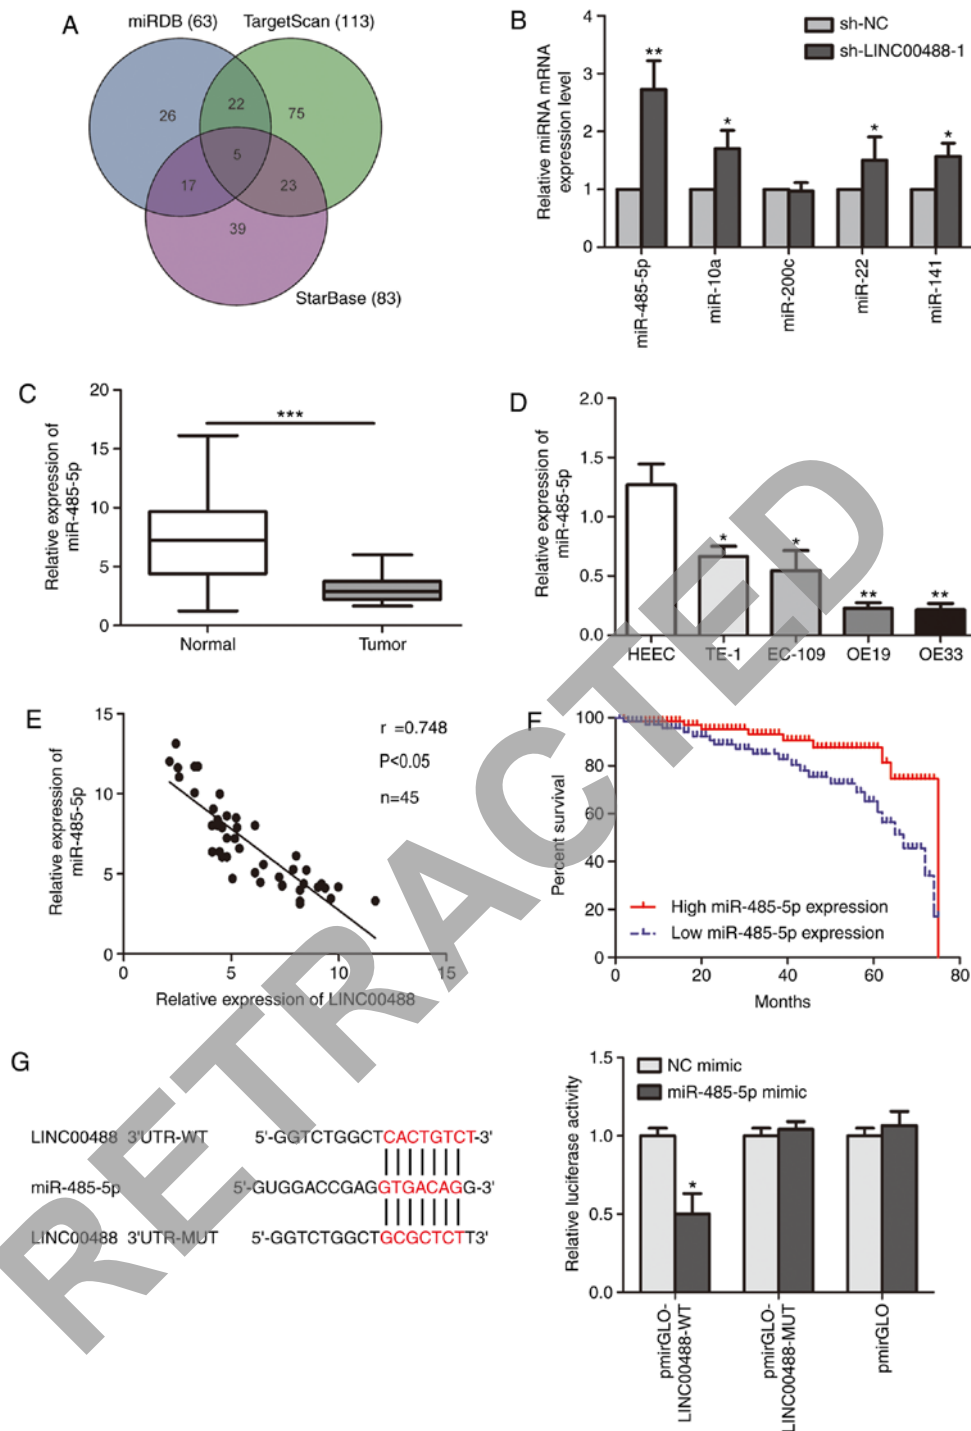 A
miRDB (63)
TargetScan (113)
26
22
75
5
17
23
39
StarBase (83)
B
Relative miRNA mRNA
expression level
4
3
2
1
0
sh-NC
sh-LINC00488-1
**
*
*
*
miR-485-5p
miR-10a
miR-200c
miR-22
miR-141
C
Relative expression of
miR-485-5p
20
15
10
5
0
***
Normal
Tumor
D
Relative expression of
miR-485-5p
2.0
1.5
1.0
0.5
0.0
*
*
**
**
HEEC
TE-1
EC-109
OE19
OE33
E
Relative expression of
miR-485-5p
15
10
5
0
r =0.748
P<0.05
n=45
0
5
10
15
Relative expression of LINC00488
F
Percent survival
100
80
60
40
20
0
High miR-485-5p expression
Low miR-485-5p expression
0
20
40
60
80
Months
G
LINC00488 3'UTR-WT 5'-GGTCTGGCTCACTGTCT-3'
miR-485-5p 5'-GUGGACCGAGGTGACAGG-3'
LINC00488 3'UTR-MUT 5'-GGTCTGGCTGCGCTCTT3'
Relative luciferase activity
1.5
1.0
0.5
0.0
NC mimic
miR-485-5p mimic
*
pmirGLO-
LINC00488-WT
pmirGLO-
LINC00488-MUT
pmirGLO
RETRACTED